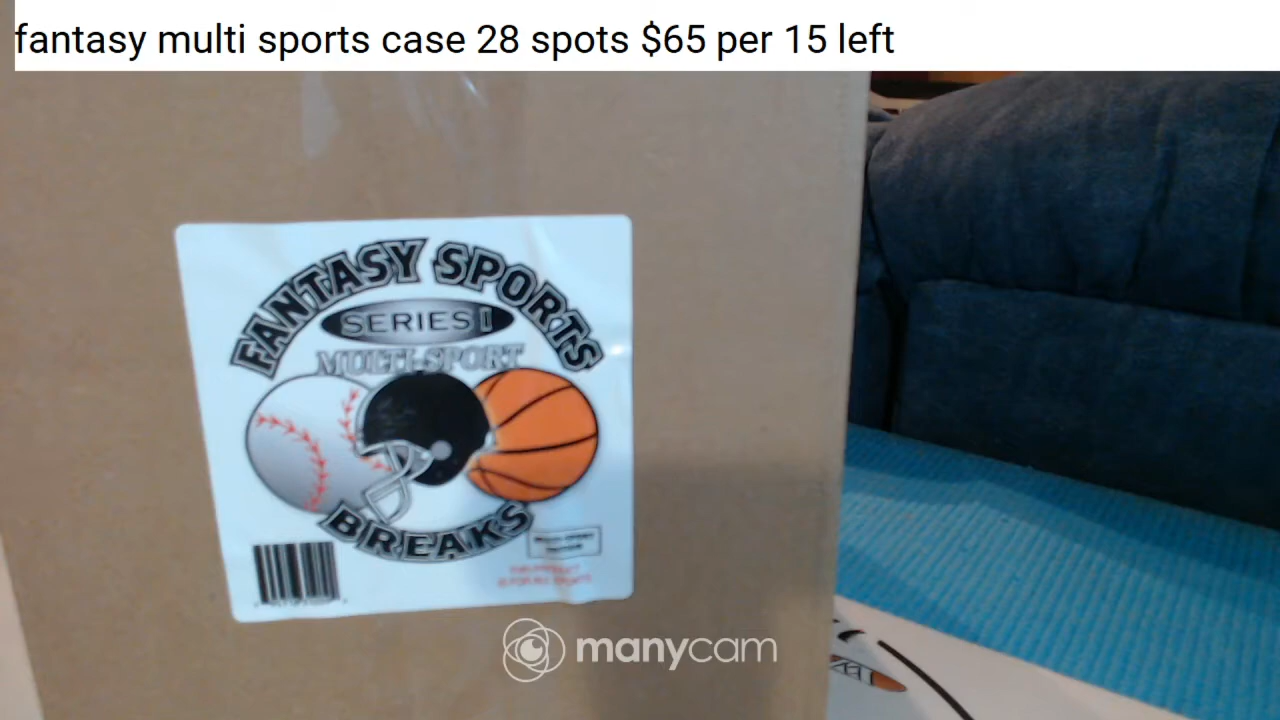 fantasy multi sports case 28 spots $65 per 15 left
FANTASY SPORTS
SERIES I
MULTI-SPORT
BREAKS
manycam